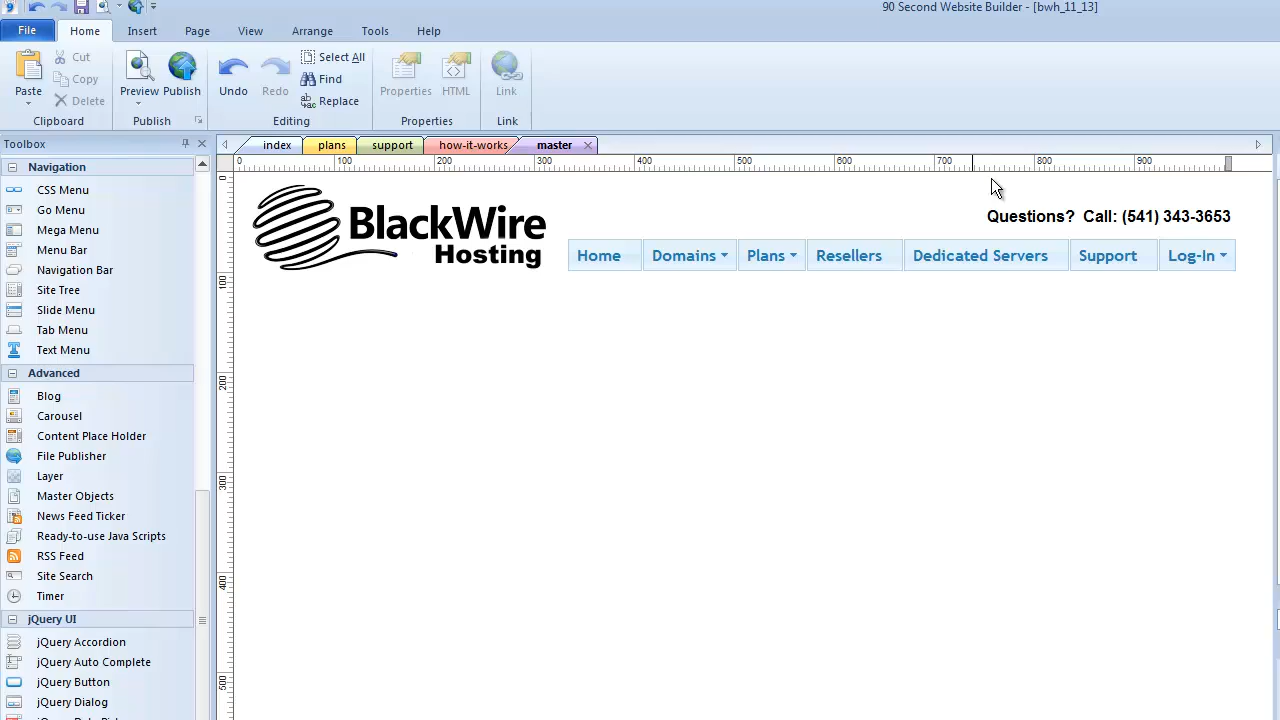 90 Second Website Builder - [bwh_11_13]
File Home Insert Page View Arrange Tools Help
Paste Cut Copy Delete
Clipboard
Preview Publish
Publish
Undo Redo Select All Find Replace
Editing
Properties HTML
Properties
Link
Link
Toolbox
index plans support how-it-works master
0 100 200 300 400 500 600 700 800 900
0
100
200
300
400
500
Navigation
CSS Menu
Go Menu
Mega Menu
Menu Bar
Navigation Bar
Site Tree
Slide Menu
Tab Menu
Text Menu
Advanced
Blog
Carousel
Content Place Holder
File Publisher
Layer
Master Objects
News Feed Ticker
Ready-to-use Java Scripts
RSS Feed
Site Search
Timer
jQuery UI
jQuery Accordion
jQuery Auto Complete
jQuery Button
jQuery Dialog
BlackWire
Hosting
Questions? Call: (541) 343-3653
Home Domains Plans Resellers Dedicated Servers Support Log-In